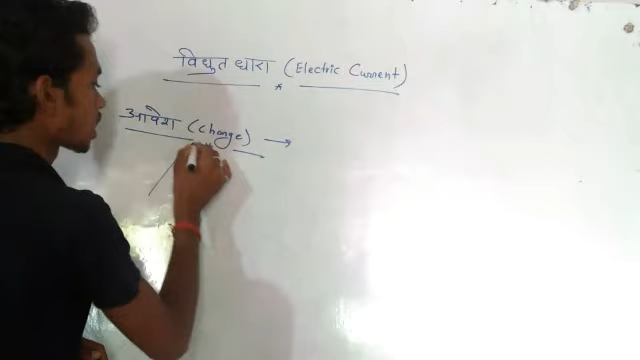 विधुत धारा (Electric Current)
आवेश (Charge) →